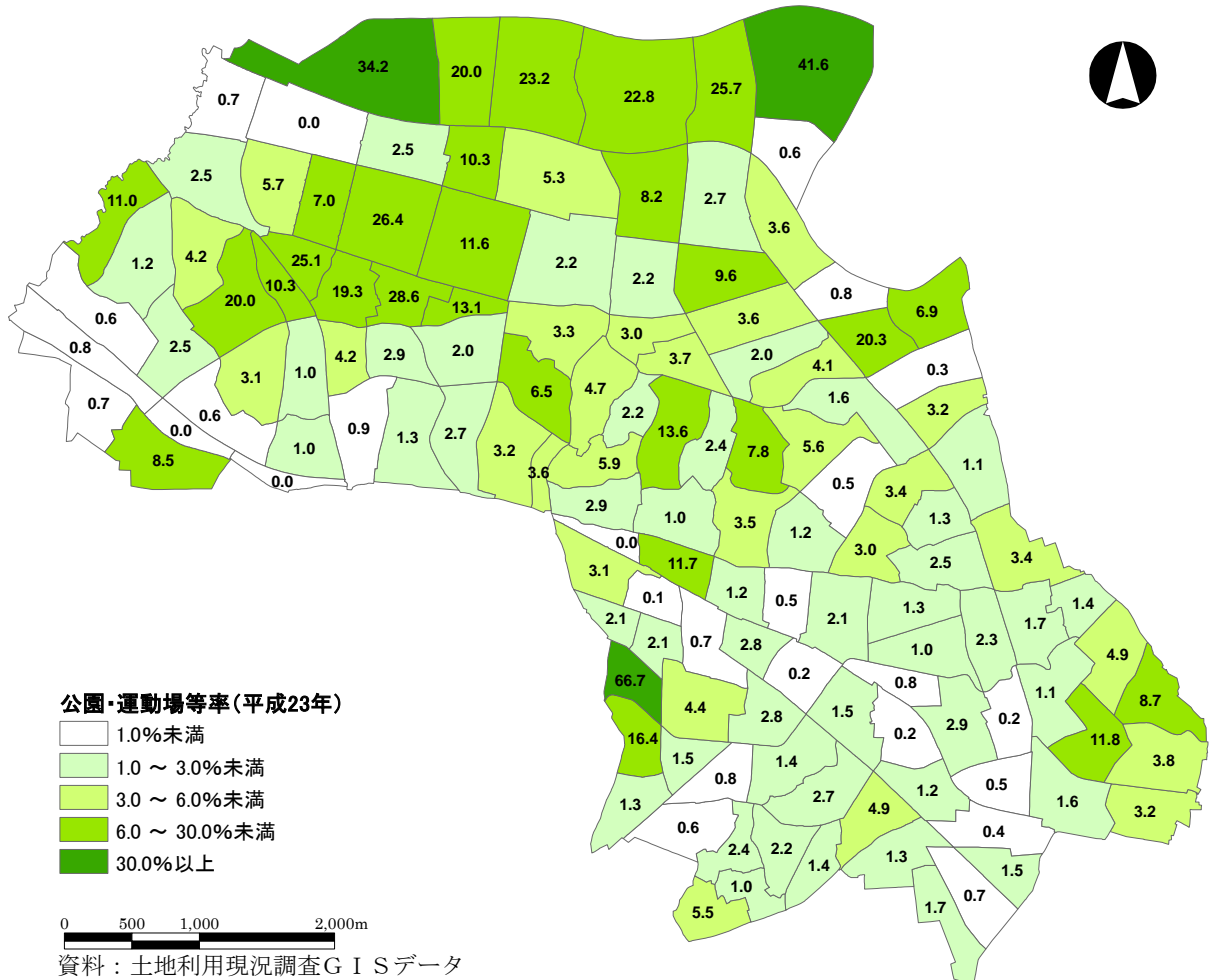 34.2 20.0 23.2 22.8 25.7 41.6
0.7 0.0 2.5 10.3 5.3 8.2 2.7 0.6
2.5 5.7 7.0 26.4 11.6 3.6
11.0 1.2 4.2 20.0 10.3 25.1 19.3 28.6 13.1 2.2 2.2 9.6 0.8 6.9
0.6 0.8 2.5 3.1 1.0 4.2 2.9 2.0 3.3 3.0 3.6 20.3
3.7 2.0 4.1 0.3
0.7 0.6 0.0 8.5 1.0 0.0 0.9 1.3 2.7 3.2 3.6 6.5 4.7 2.2 13.6 2.4 7.8 5.6 1.6 3.2
5.9 0.5 3.4 1.1
2.9 1.0 3.5 1.2 3.0 1.3 2.5 3.4
0.0 11.7 3.1 0.1 1.2 0.5 2.1 1.3 1.0 2.3 1.7 1.4
2.1 2.1 0.7 2.8 0.2 0.8 4.9
66.7 4.4 2.8 1.5 0.2 2.9 0.2 1.1 8.7
16.4 1.5 0.8 1.4 11.8 3.8
1.3 0.6 2.7 4.9 1.2 0.5 1.6 3.2
2.4 2.2 1.4 1.3 0.4
1.0 5.5 1.7 0.7 1.5
公園・運動場等率(平成23年)
1.0%未満
1.0 ～ 3.0%未満
3.0 ～ 6.0%未満
6.0 ～ 30.0%未満
30.0%以上
0 500 1,000 2,000m
資料：土地利用現況調査ＧＩＳデータ